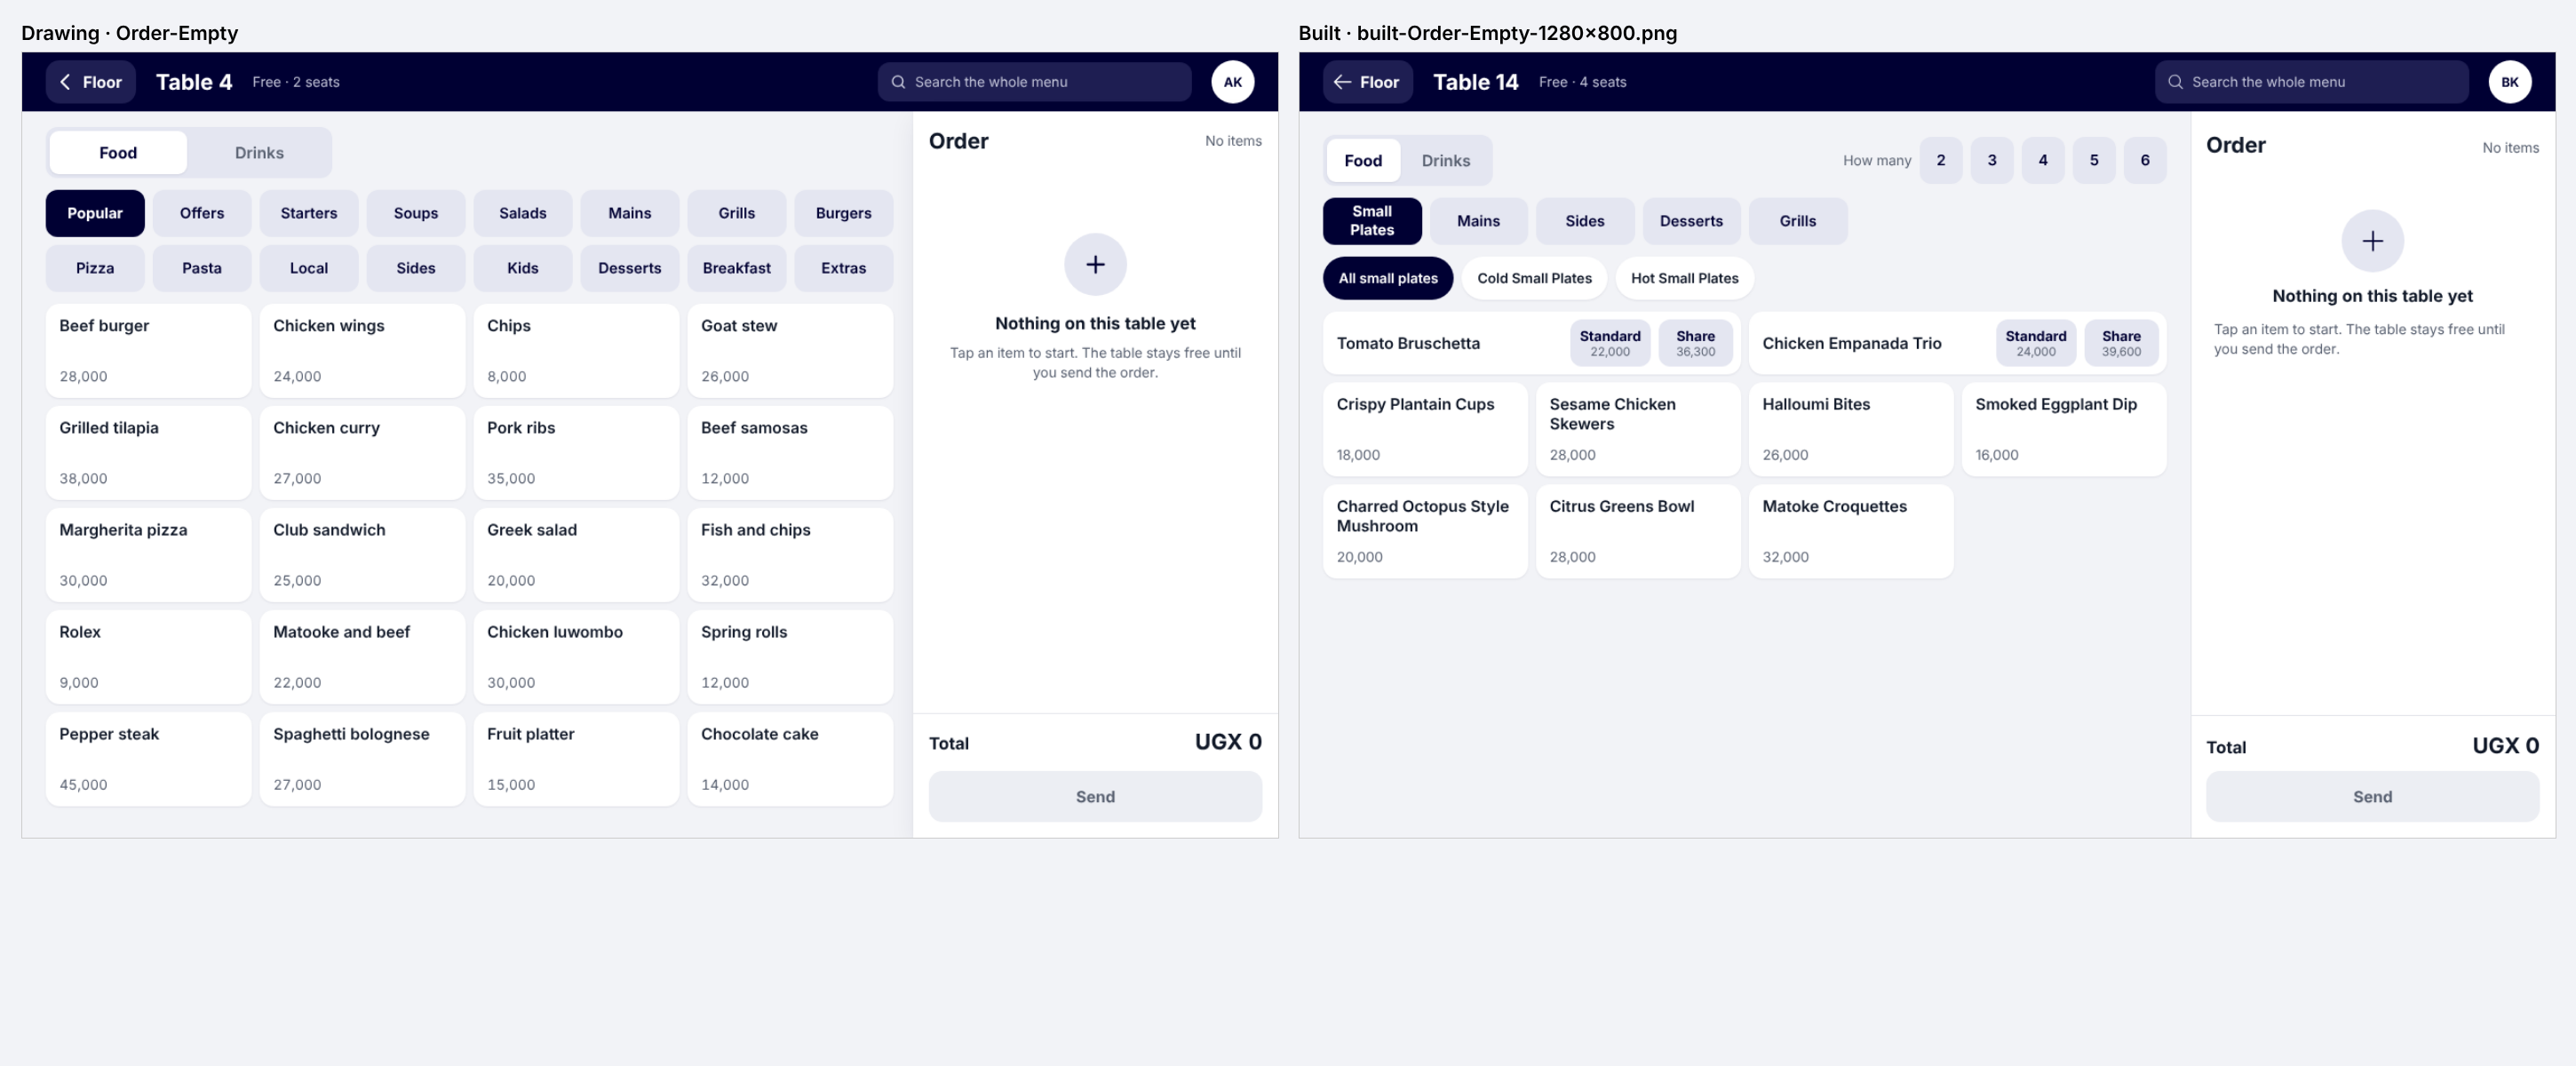 Drawing · Order-Empty
Floor
Table 4
Free · 2 seats
Search the whole menu
AK
Food
Drinks
Popular
Offers
Starters
Soups
Salads
Mains
Grills
Burgers
Pizza
Pasta
Local
Sides
Kids
Desserts
Breakfast
Extras
Beef burger
28,000
Chicken wings
24,000
Chips
8,000
Goat stew
26,000
Grilled tilapia
38,000
Chicken curry
27,000
Pork ribs
35,000
Beef samosas
12,000
Margherita pizza
30,000
Club sandwich
25,000
Greek salad
20,000
Fish and chips
32,000
Rolex
9,000
Matooke and beef
22,000
Chicken luwombo
30,000
Spring rolls
12,000
Pepper steak
45,000
Spaghetti bolognese
27,000
Fruit platter
15,000
Chocolate cake
14,000
Order
No items
Nothing on this table yet
Tap an item to start. The table stays free until
you send the order.
Total
UGX 0
Send
Built · built-Order-Empty-1280×800.png
Floor
Table 14
Free · 4 seats
Search the whole menu
BK
Food
Drinks
How many
2
3
4
5
6
Small
Plates
Mains
Sides
Desserts
Grills
All small plates
Cold Small Plates
Hot Small Plates
Tomato Bruschetta
Standard
22,000
Share
36,300
Chicken Empanada Trio
Standard
24,000
Share
39,600
Crispy Plantain Cups
18,000
Sesame Chicken
Skewers
28,000
Halloumi Bites
26,000
Smoked Eggplant Dip
16,000
Charred Octopus Style
Mushroom
20,000
Citrus Greens Bowl
28,000
Matoke Croquettes
32,000
Order
No items
Nothing on this table yet
Tap an item to start. The table stays free until
you send the order.
Total
UGX 0
Send